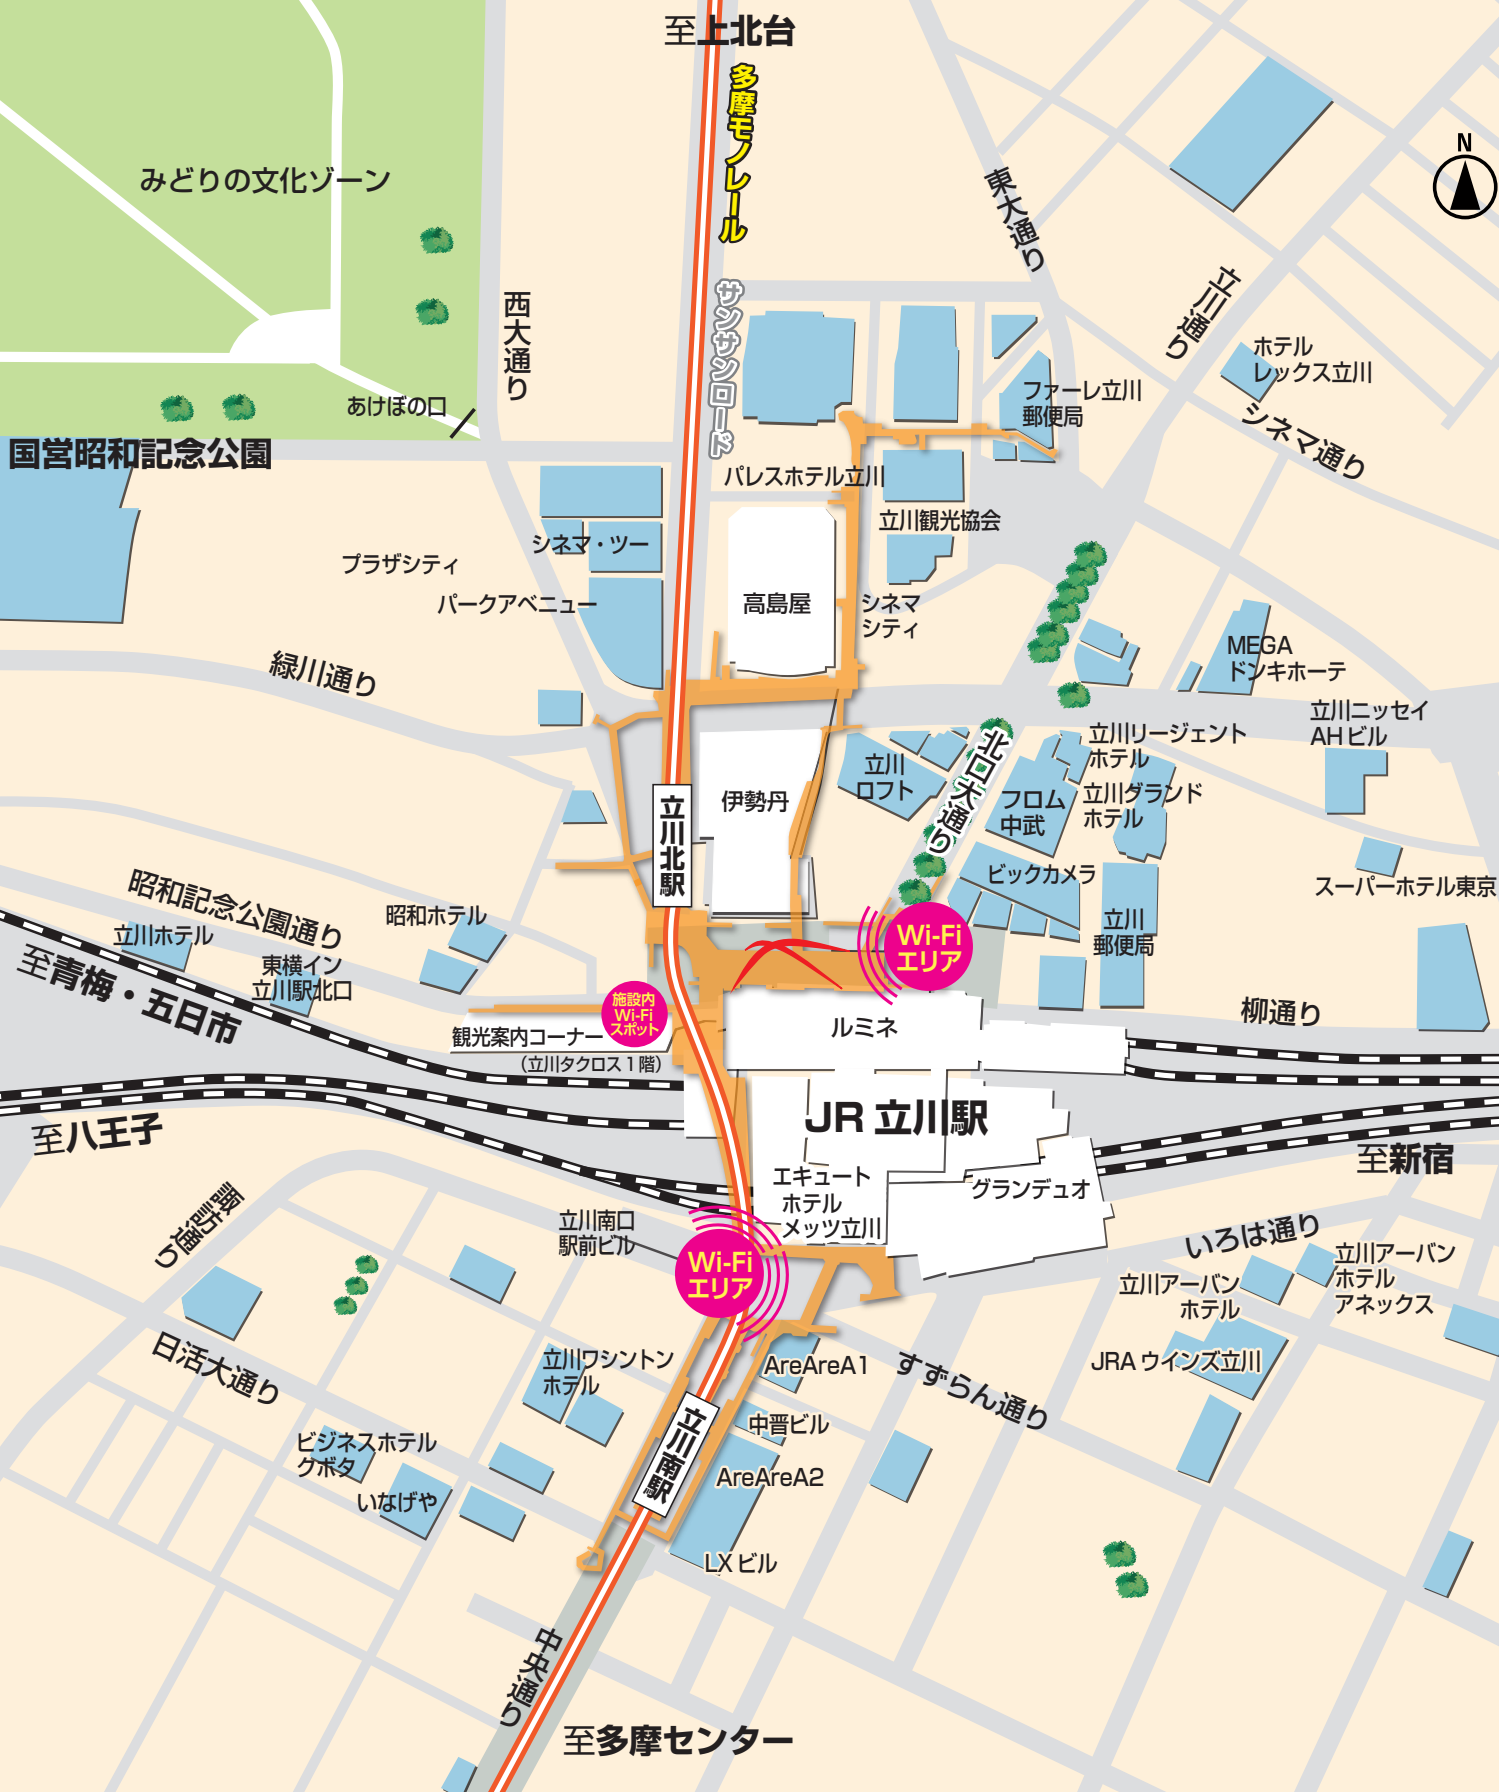 至上北台
多摩モノレール
みどりの文化ゾーン
N
東大通り
立川通り
サンサンロード
西大通り
ホテル
レックス立川
ファーレ立川
郵便局
あけぼの口
シネマ通り
国営昭和記念公園
パレスホテル立川
立川観光協会
シネマ・ツー
プラザシティ
パークアベニュー
高島屋
シネマ
シティ
MEGA
ドンキホーテ
緑川通り
立川ニッセイ
AHビル
立川リージェント
ホテル
北口大通り
立川
ロフト
伊勢丹
フロム
中武
立川グランド
ホテル
立川北駅
ビックカメラ
スーパーホテル東京
昭和記念公園通り
昭和ホテル
立川
郵便局
立川ホテル
Wi-Fi
エリア
至青梅・五日市
東横イン
立川駅北口
施設内
Wi-Fi
スポット
柳通り
観光案内コーナー
（立川タクロス1階）
ルミネ
JR 立川駅
至八王子
至新宿
エキュート
ホテル
メッツ立川
グランデュオ
諏訪通り
立川南口
駅前ビル
いろは通り
Wi-Fi
エリア
立川アーバン
ホテル
アネックス
立川アーバン
ホテル
日活大通り
立川ワシントン
ホテル
AreAreA1
すずらん通り
JRAウインズ立川
中晋ビル
ビジネスホテル
グボタ
立川南駅
AreAreA2
いなげや
LXビル
中央通り
至多摩センター